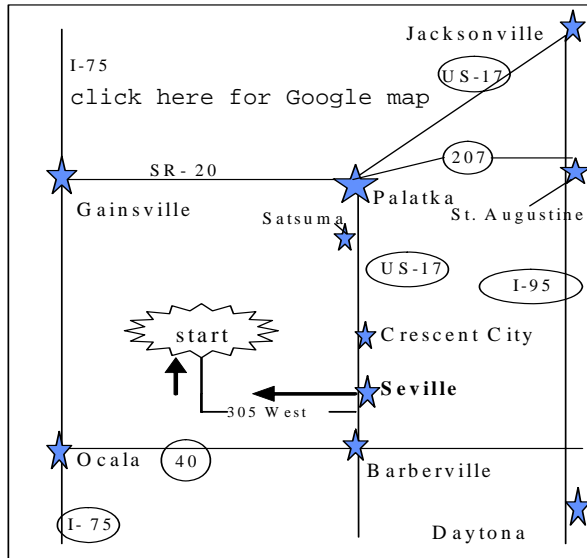 Jacksonville
I-75
US-17
click here for Google map
207
SR- 20
Gainsville
Palatka
St. Augustine
Satsuma
US-17
I-95
start
Crescent City
Seville
305 West
Ocala
40
Barberville
I- 75
Daytona